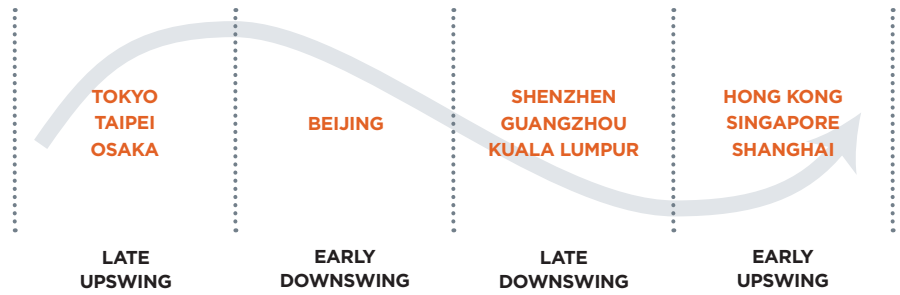 TOKYO
TAIPEI
OSAKA
BEIJING
SHENZHEN
GUANGZHOU
KUALA LUMPUR
HONG KONG
SINGAPORE
SHANGHAI
LATE
UPSWING
EARLY
DOWNSWING
LATE
DOWNSWING
EARLY
UPSWING